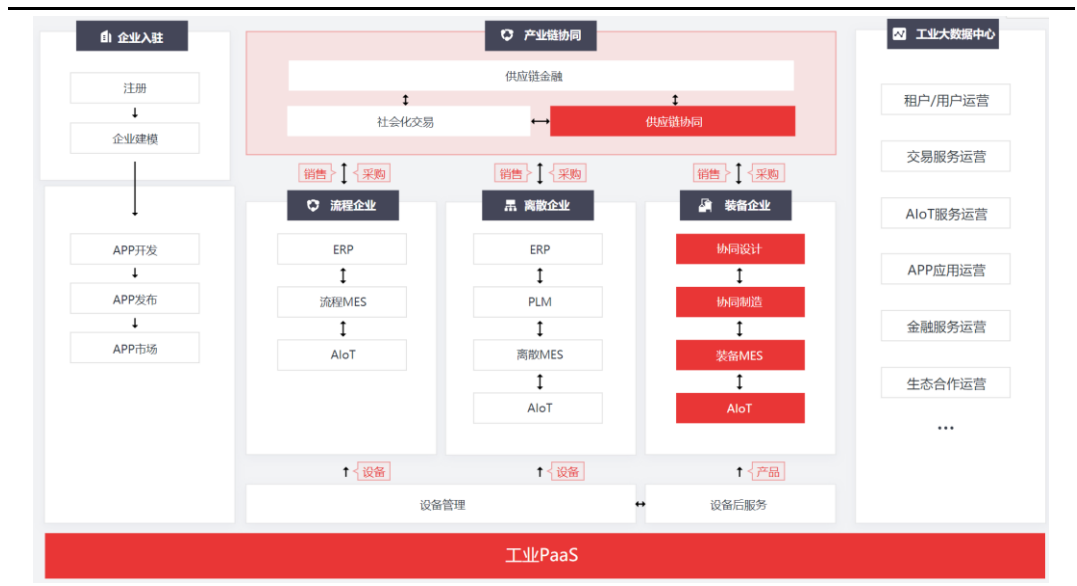 企业入驻
注册
企业建模
APP开发
APP发布
APP市场
产业链协同
供应链金融
社会化交易
供应链协同
销售
采购
销售
采购
销售
采购
流程企业
ERP
流程MES
AIoT
离散企业
ERP
PLM
离散MES
AIoT
装备企业
协同设计
协同制造
装备MES
AIoT
设备
设备
产品
设备管理
设备后服务
工业大数据中心
租户/用户运营
交易服务运营
AIoT服务运营
APP应用运营
金融服务运营
生态合作运营
...
工业PaaS